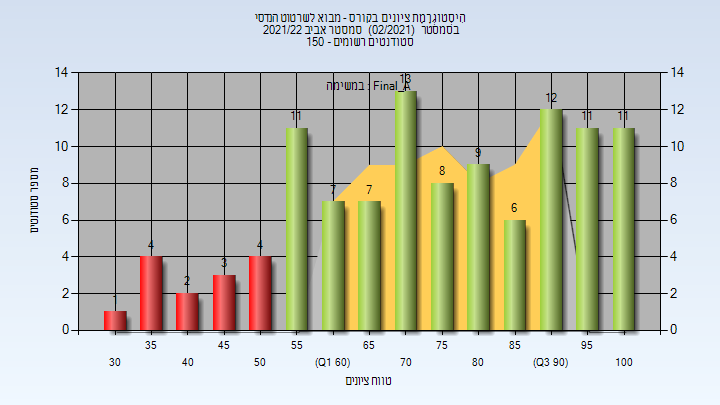 הִיסְטוֹגְרָמַת ציונים בקורס - מבוא לשרטוט הנדסי
בסמסטר (02/2021) סמסטר אביב 2021/22
סטודנטים רשומים - 150
במשימה : Final_A
מספר סטודנטים
14 14
12 12
10 10
8 8
6 6
4 4
2 2
0 0
1 4 2 3 4 11 7 7 13 8 9 6 12 11 11
35 45 55 65 75 85 95
30 40 50 (Q1 60) 70 80 (Q3 90) 100
טווח ציונים